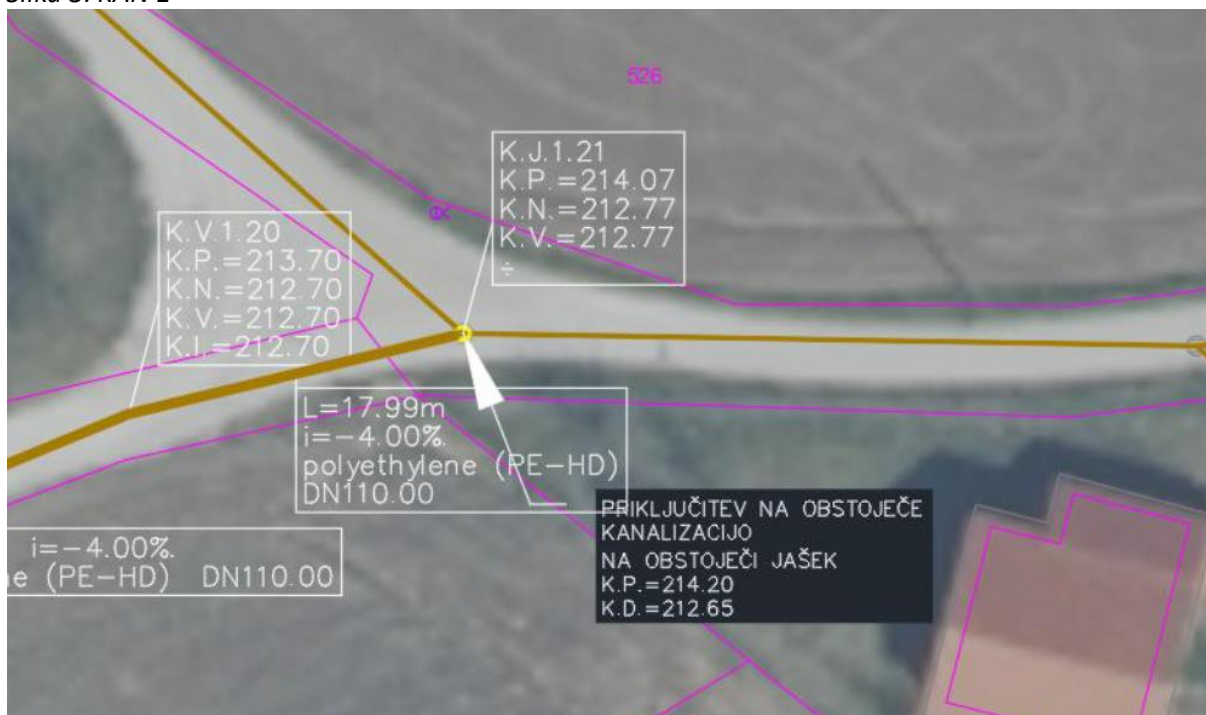 526
K.J.1.21
K.P.=214.07
K.N.=212.77
K.V.=212.77
÷
K.V.1.20
K.P.=213.70
K.N.=212.70
K.V.=212.70
K.I.=212.70
L=17.99m
i=-4.00‰
polyethylene (PE-HD)
DN110.00
PRIKLJUČITEV NA OBSTOJEČE
KANALIZACIJO
NA OBSTOJEČI JAŠEK
K.P.=214.20
K.D.=212.65
i=-4.00‰
(PE-HD) DN110.00